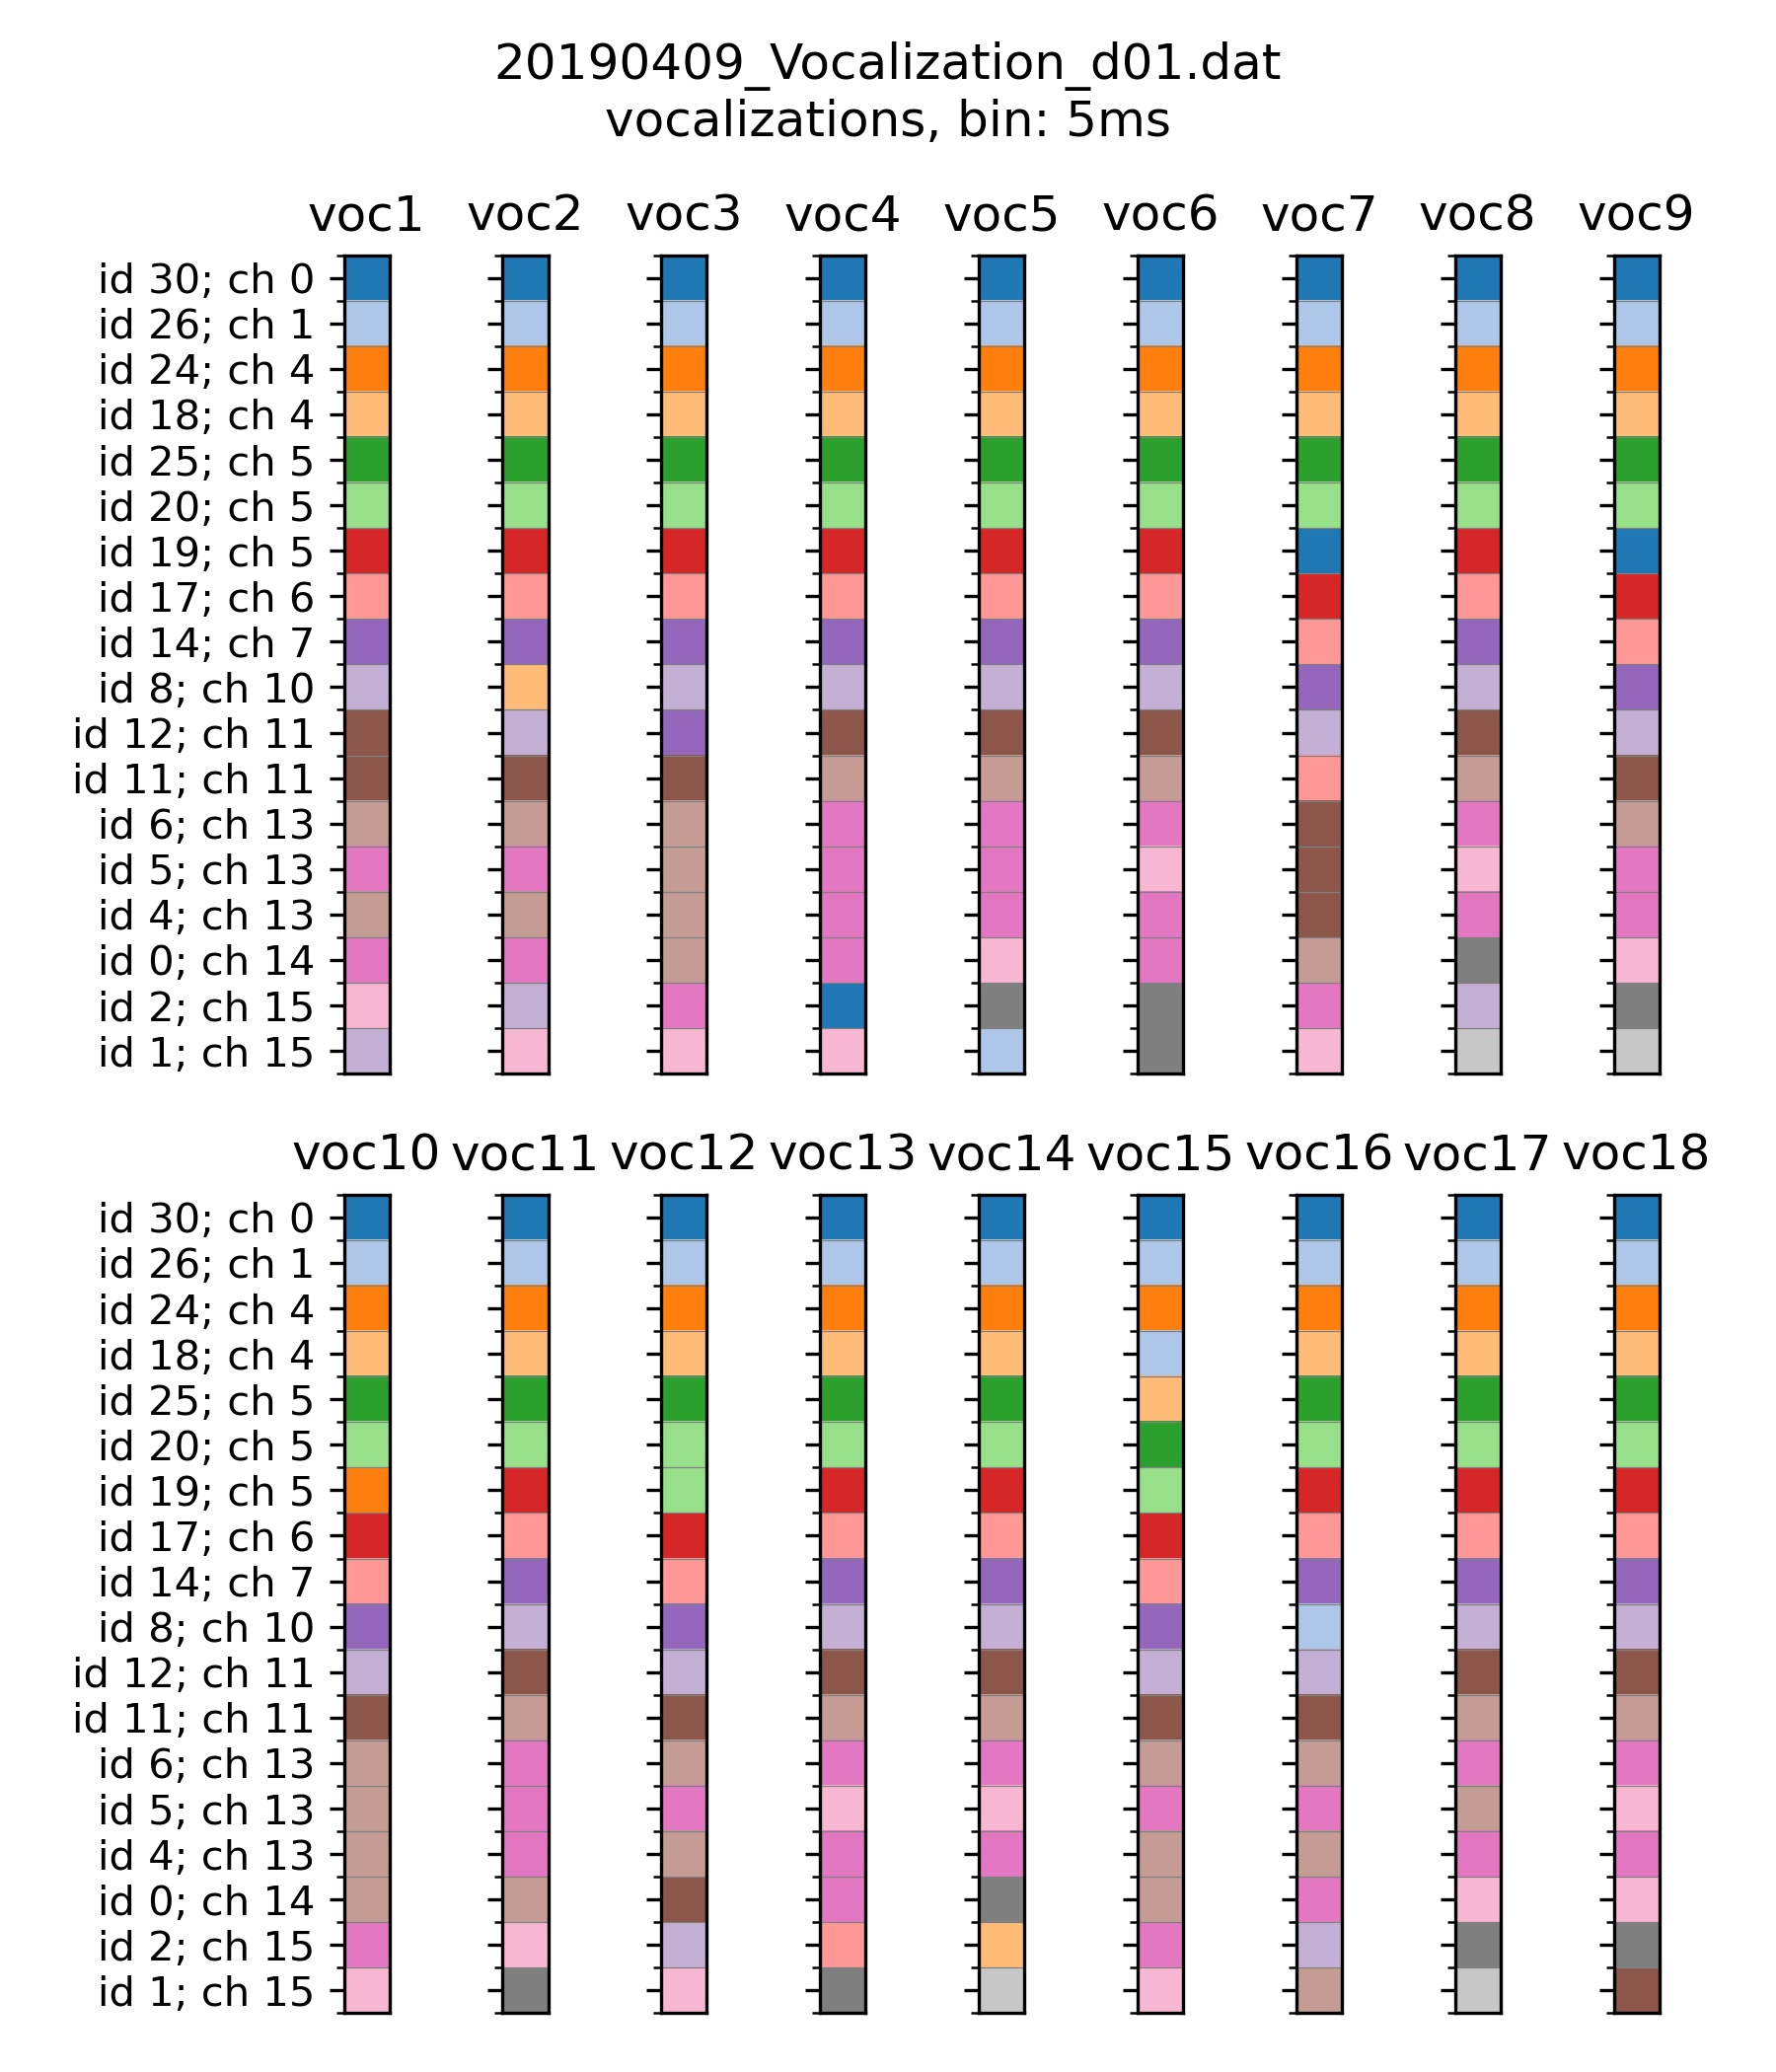 20190409_Vocalization_d01.dat
vocalizations, bin: 5ms
voc1 voc2 voc3 voc4 voc5 voc6 voc7 voc8 voc9
id 30; ch 0
id 26; ch 1
id 24; ch 4
id 18; ch 4
id 25; ch 5
id 20; ch 5
id 19; ch 5
id 17; ch 6
id 14; ch 7
id 8; ch 10
id 12; ch 11
id 11; ch 11
id 6; ch 13
id 5; ch 13
id 4; ch 13
id 0; ch 14
id 2; ch 15
id 1; ch 15
voc10 voc11 voc12 voc13 voc14 voc15 voc16 voc17 voc18
id 30; ch 0
id 26; ch 1
id 24; ch 4
id 18; ch 4
id 25; ch 5
id 20; ch 5
id 19; ch 5
id 17; ch 6
id 14; ch 7
id 8; ch 10
id 12; ch 11
id 11; ch 11
id 6; ch 13
id 5; ch 13
id 4; ch 13
id 0; ch 14
id 2; ch 15
id 1; ch 15